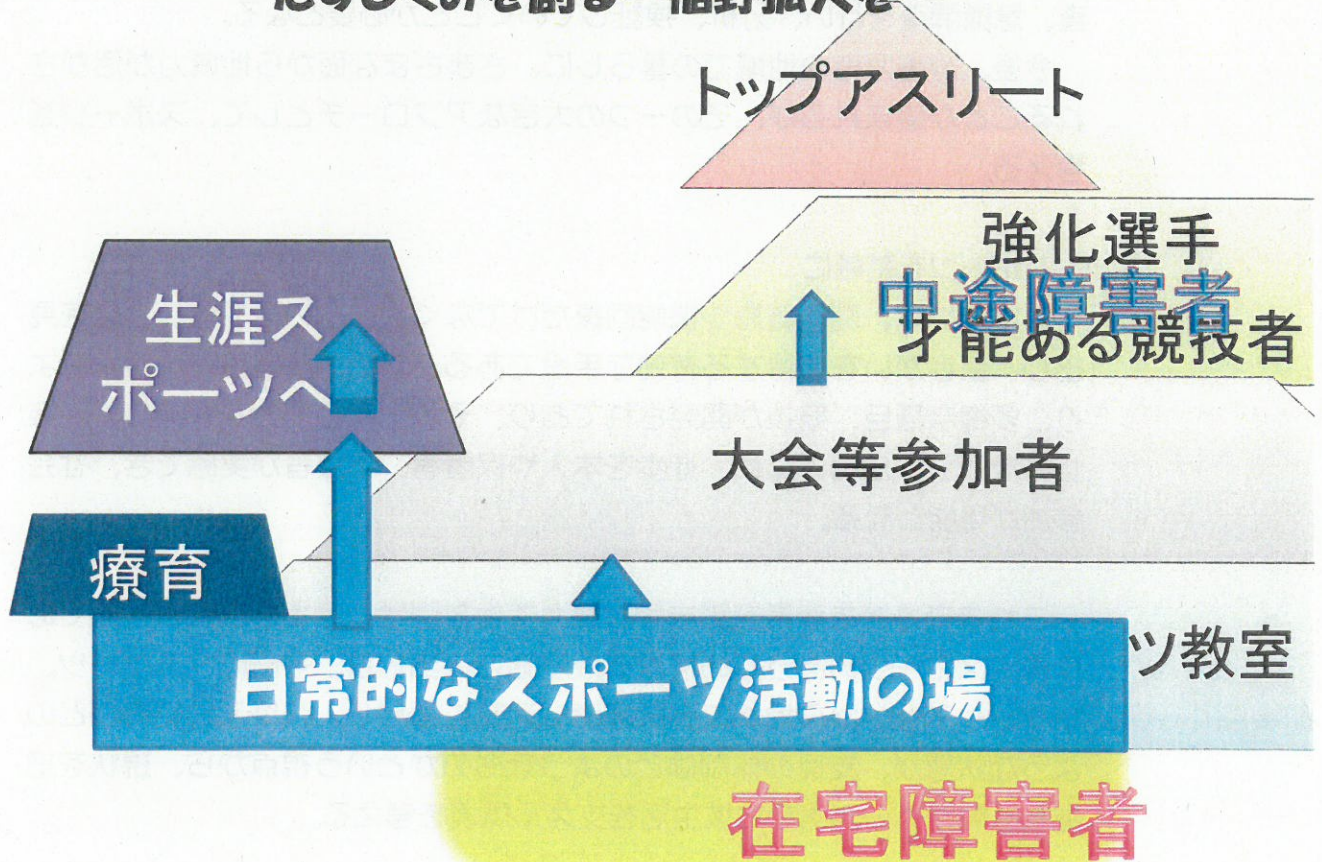 トップアスリート
強化選手
中途障害者
才能ある競技者
生涯ス
ポーツへ
大会等参加者
療育
日常的なスポーツ活動の場
ツ教室
在宅障害者